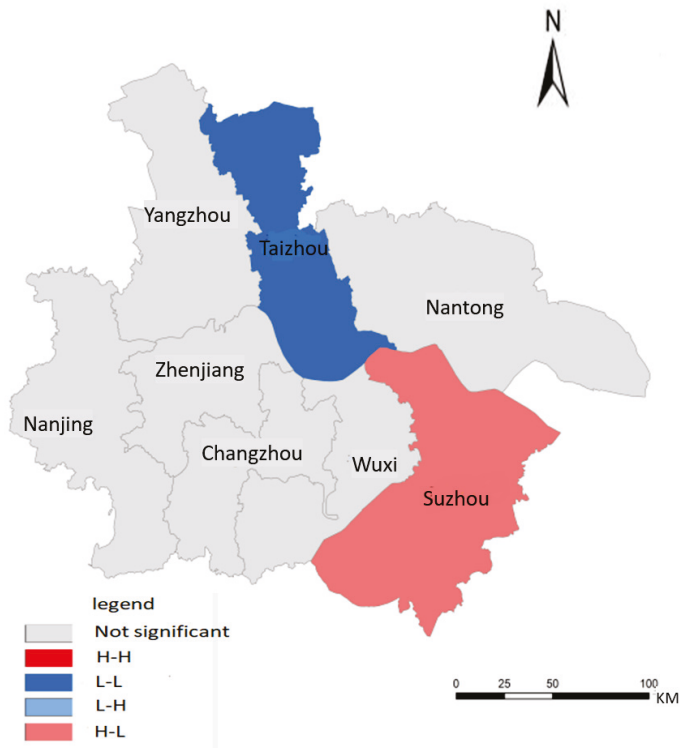 N
Yangzhou
Taizhou
Nantong
Zhenjiang
Nanjing
Changzhou
Wuxi
Suzhou
legend
Not significant
H-H
L-L
L-H
H-L
0 25 50 100
KM